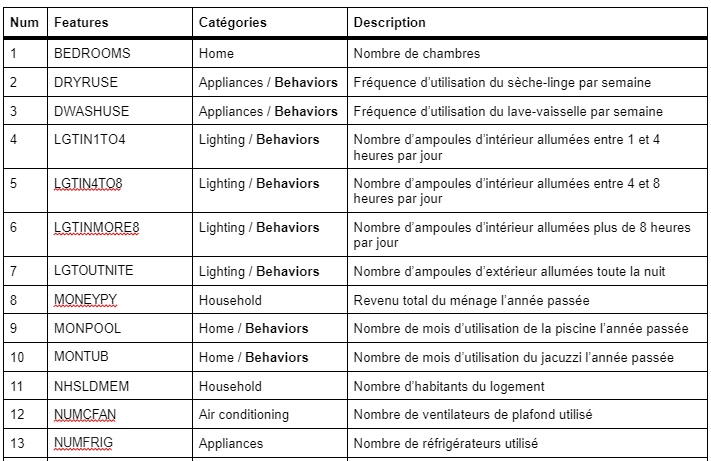 Num Features Catégories Description
1 BEDROOMS Home Nombre de chambres
2 DRYRUSE Appliances / Behaviors Fréquence d'utilisation du sèche-linge par semaine
3 DWASHUSE Appliances / Behaviors Fréquence d'utilisation du lave-vaisselle par semaine
4 LGTIN1TO4 Lighting / Behaviors Nombre d'ampoules d'intérieur allumées entre 1 et 4
heures par jour
5 LGTIN4TO8 Lighting / Behaviors Nombre d'ampoules d'intérieur allumées entre 4 et 8
heures par jour
6 LGTINMORE8 Lighting / Behaviors Nombre d'ampoules d'intérieur allumées plus de 8 heures
par jour
7 LGTOUTNITE Lighting / Behaviors Nombre d'ampoules d'extérieur allumées toute la nuit
8 MONEYPY Household Revenu total du ménage l'année passée
9 MONPOOL Home / Behaviors Nombre de mois d'utilisation de la piscine l'année passée
10 MONTUB Home / Behaviors Nombre de mois d'utilisation du jacuzzi l'année passée
11 NHSLDMEM Household Nombre d'habitants du logement
12 NUMCFAN Air conditioning Nombre de ventilateurs de plafond utilisé
13 NUMFRIG Appliances Nombre de réfrigérateurs utilisé